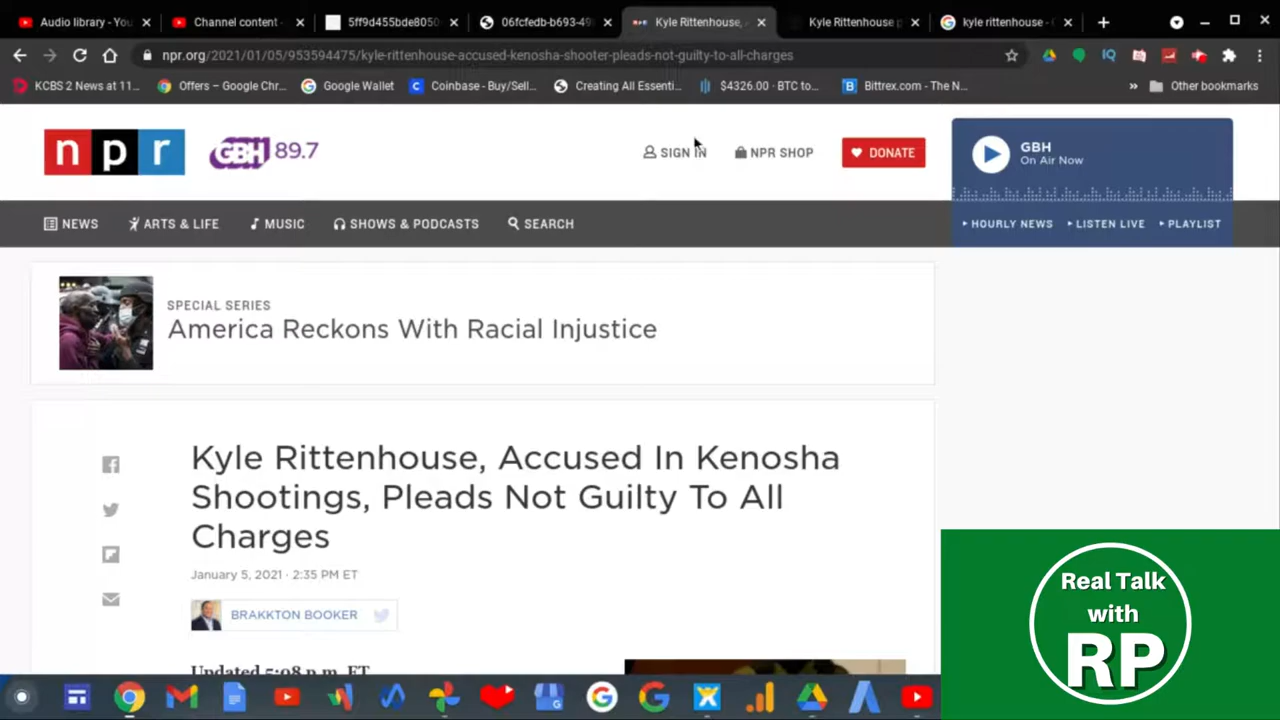 Audio library - You
Channel content -
5ff9d455bde8050
06fcfedb-b693-49
Kyle Rittenhouse,
Kyle Rittenhouse p
kyle rittenhouse -
npr.org/2021/01/05/953594475/kyle-rittenhouse-accused-kenosha-shooter-pleads-not-guilty-to-all-charges
KCBS 2 News at 11...
Offers – Google Chr...
Google Wallet
Coinbase - Buy/Sell...
Creating All Essenti...
$4326.00 · BTC to...
Bittrex.com - The N...
»
Other bookmarks
n p r
GBH 89.7
SIGN IN
NPR SHOP
DONATE
GBH
On Air Now
NEWS
ARTS & LIFE
MUSIC
SHOWS & PODCASTS
SEARCH
HOURLY NEWS
LISTEN LIVE
PLAYLIST
SPECIAL SERIES
America Reckons With Racial Injustice
Kyle Rittenhouse, Accused In Kenosha
Shootings, Pleads Not Guilty To All
Charges
January 5, 2021 · 2:35 PM ET
BRAKKTON BOOKER
Updated 5:08 p.m. ET
Real Talk
with
RP